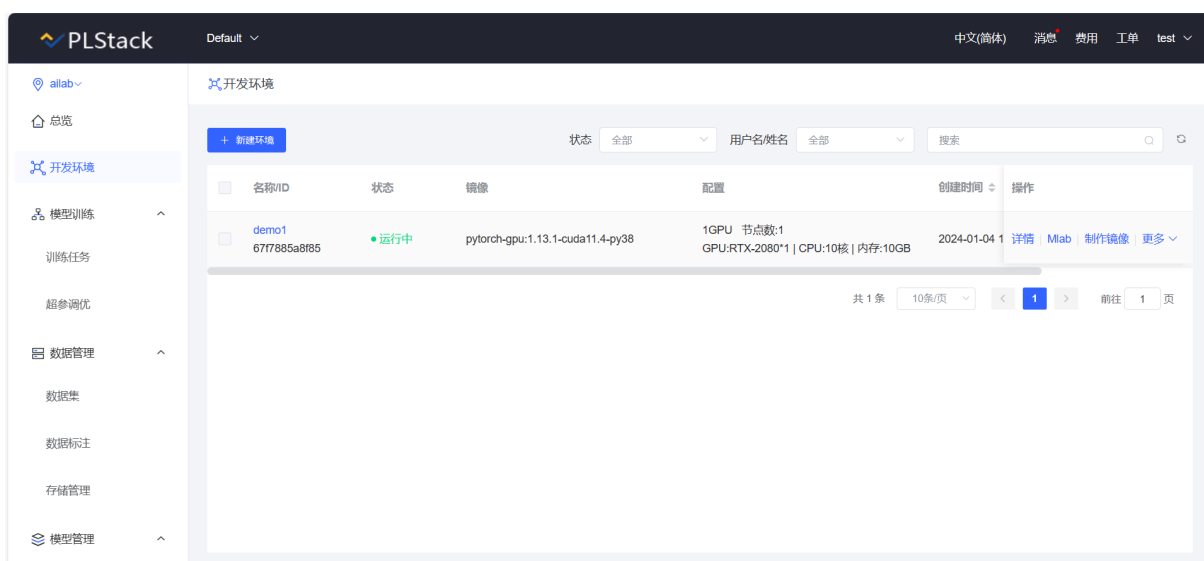 PLStack Default 中文(简体) 消息 费用 工单 test
ailab
开发环境
总览
开发环境
模型训练
训练任务
超参调优
数据管理
数据集
数据标注
存储管理
模型管理
+ 新建环境 状态 全部 用户名/姓名 全部 搜索
名称/ID 状态 镜像 配置 创建时间 操作
demo1
67f7885a8f85
运行中 pytorch-gpu:1.13.1-cuda11.4-py38
1GPU 节点数:1
GPU:RTX-2080*1 | CPU:10核 | 内存:10GB
2024-01-04 1 详情 Mlab 制作镜像 更多
共 1 条 10条/页 < 1 > 前往 1 页